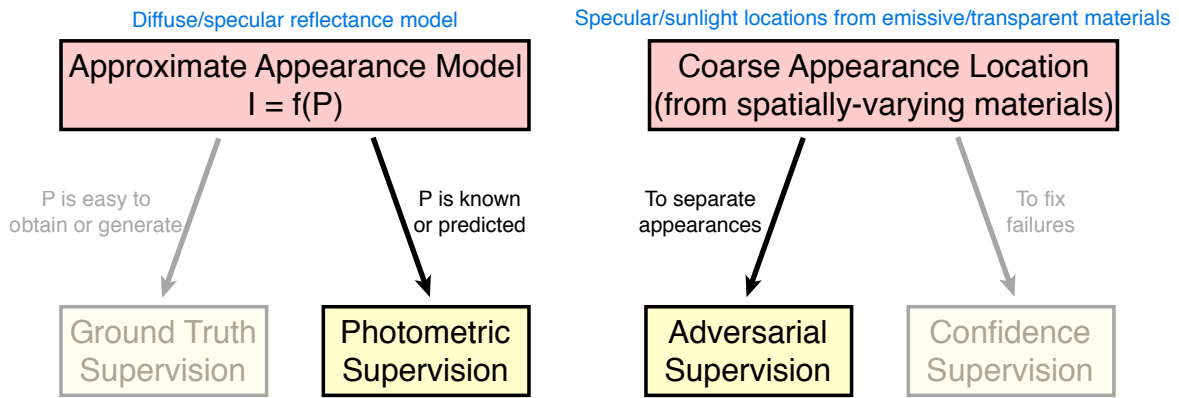 Diffuse/specular reflectance model
Approximate Appearance Model
I = f(P)
P is easy to
obtain or generate
P is known
or predicted
Ground Truth
Supervision
Photometric
Supervision
Specular/sunlight locations from emissive/transparent materials
Coarse Appearance Location
(from spatially-varying materials)
To separate
appearances
To fix
failures
Adversarial
Supervision
Confidence
Supervision